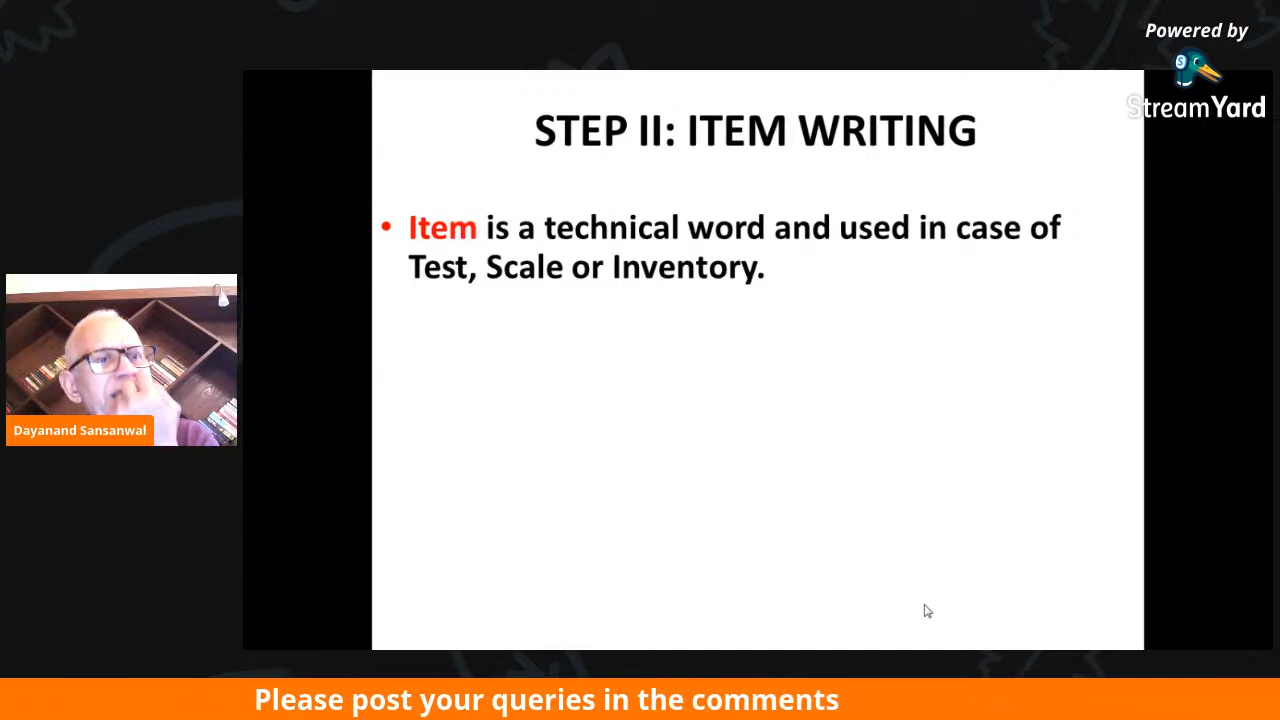 Powered by
StreamYard
STEP II: ITEM WRITING
• Item is a technical word and used in case of
Test, Scale or Inventory.
Dayanand Sansanwal
Please post your queries in the comments